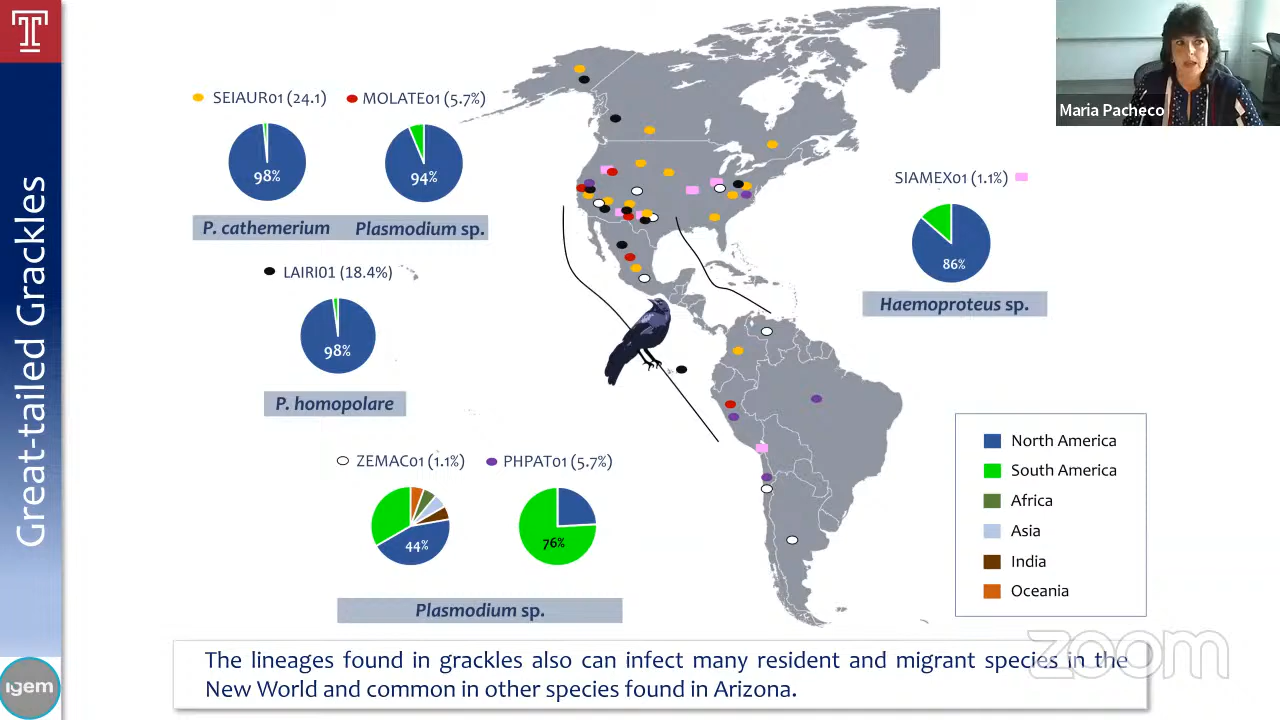 Great-tailed Grackles
Maria Pacheco
SEIAUR01 (24.1)
MOLATE01 (5.7%)
98%
94%
P. cathemerium
Plasmodium sp.
SIAMEX01 (1.1%)
86%
Haemoproteus sp.
LAIRI01 (18.4%)
98%
P. homopolare
ZEMAC01 (1.1%)
PHPAT01 (5.7%)
44%
76%
Plasmodium sp.
North America
South America
Africa
Asia
India
Oceania
The lineages found in grackles also can infect many resident and migrant species in the
New World and common in other species found in Arizona.
igem
zoom